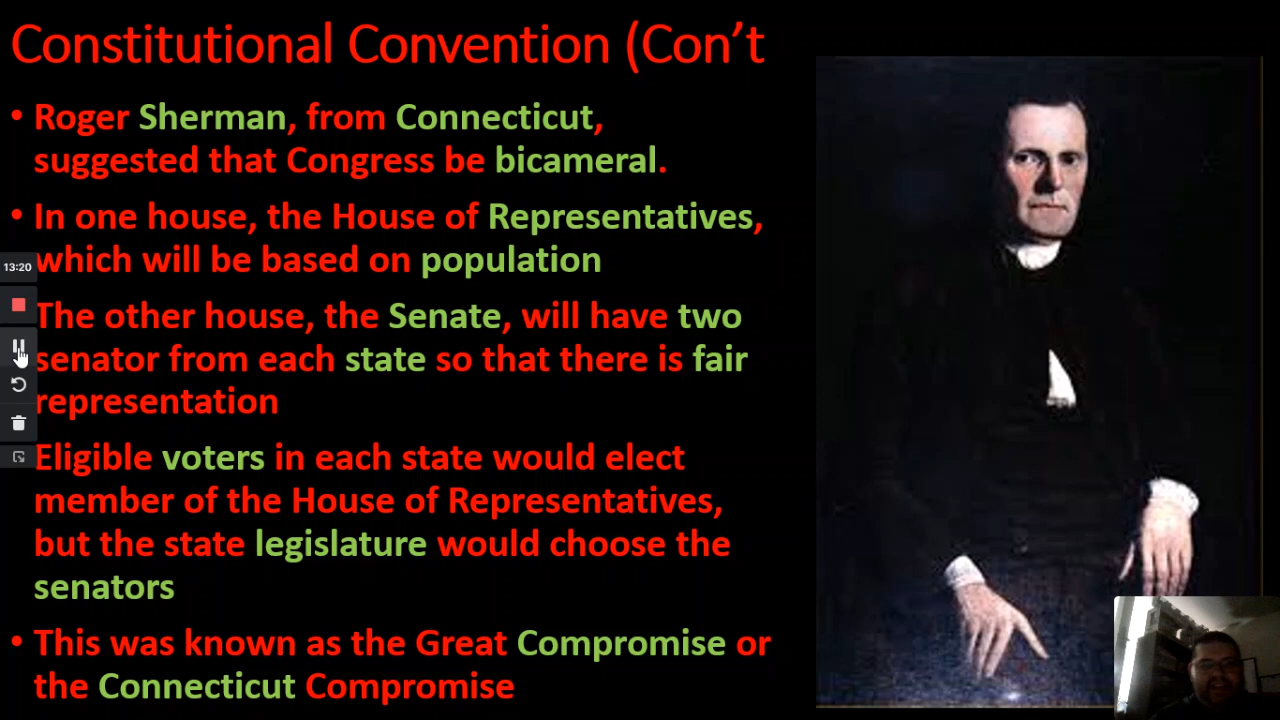 Constitutional Convention (Con’t
• Roger Sherman, from Connecticut,
suggested that Congress be bicameral.
• In one house, the House of Representatives,
13:20
which will be based on population
The other house, the Senate, will have two
senator from each state so that there is fair
representation
Eligible voters in each state would elect
member of the House of Representatives,
but the state legislature would choose the
senators
• This was known as the Great Compromise or
the Connecticut Compromise